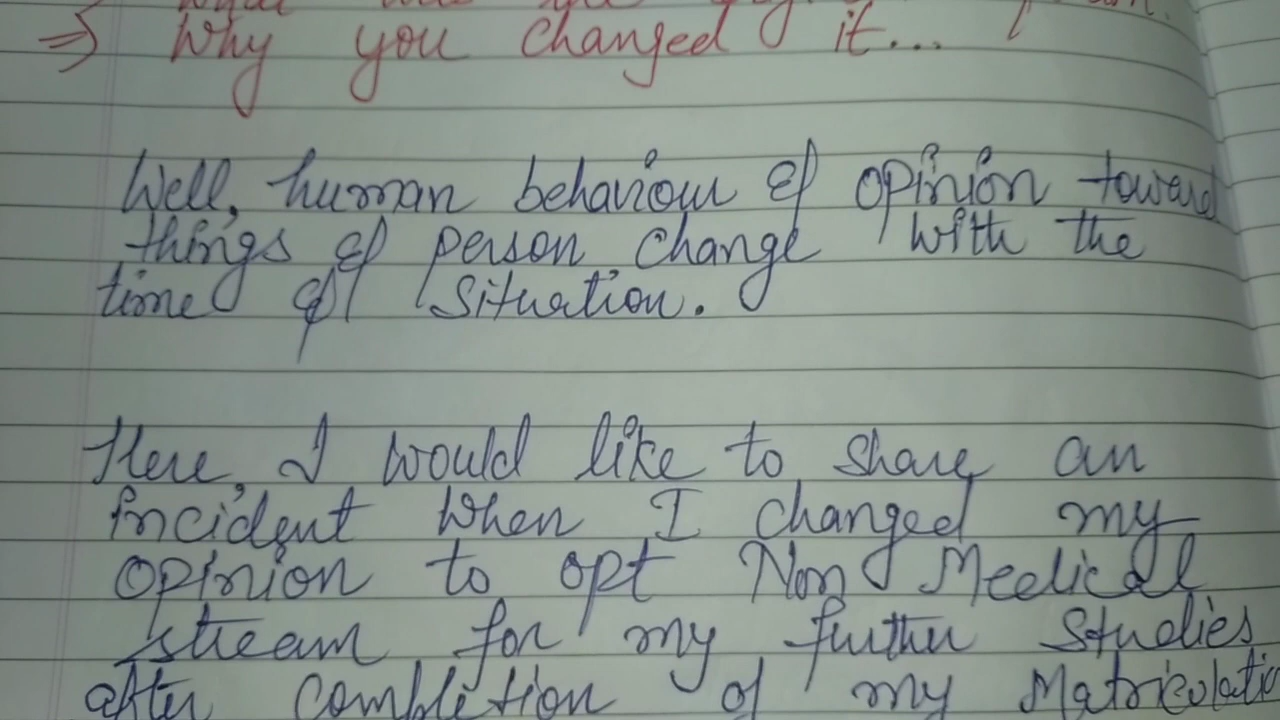 ⇒ Why you changed it...
Well, human behaviour & opinion toward
things & person change with the
time & situation.
Here, I would like to share an
incident when I changed my
opinion to opt Non Medical
stream for my further studies
after completion of my Matriculatio